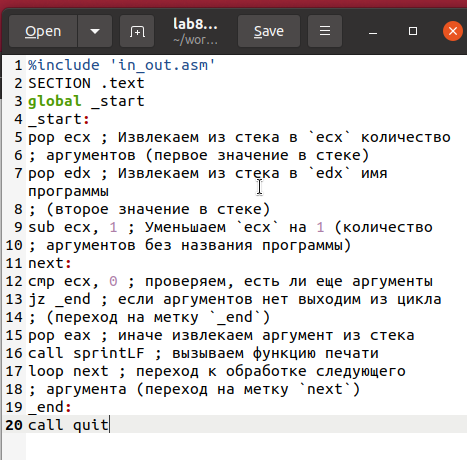 Open
lab8...
~/wor...
Save
1 %include 'in_out.asm'
2 SECTION .text
3 global _start
4 _start:
5 pop ecx ; Извлекаем из стека в `ecx` количество
6 ; аргументов (первое значение в стеке)
7 pop edx ; Извлекаем из стека в `edx` имя
программы
8 ; (второе значение в стеке)
9 sub ecx, 1 ; Уменьшаем `ecx` на 1 (количество
10 ; аргументов без названия программы)
11 next:
12 cmp ecx, 0 ; проверяем, есть ли еще аргументы
13 jz _end ; если аргументов нет выходим из цикла
14 ; (переход на метку `_end`)
15 pop eax ; иначе извлекаем аргумент из стека
16 call sprintLF ; вызываем функцию печати
17 loop next ; переход к обработке следующего
18 ; аргумента (переход на метку `next`)
19 _end:
20 call quit